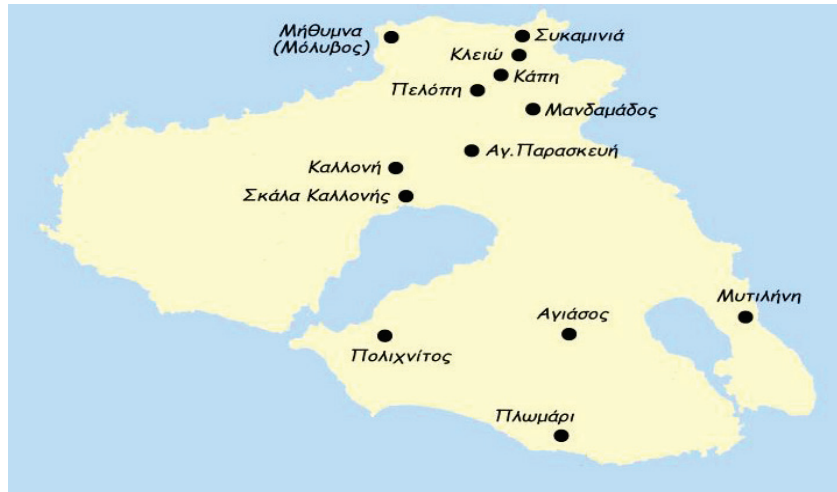 Μήθυμνα
(Μόλυβος)
Συκαμινιά
Κλειώ
Κάπη
Πελόπη
Μανδαμάδος
Αγ.Παρασκευή
Καλλονή
Σκάλα Καλλονής
Μυτιλήνη
Αγιάσος
Πολιχνίτος
Πλωμάρι